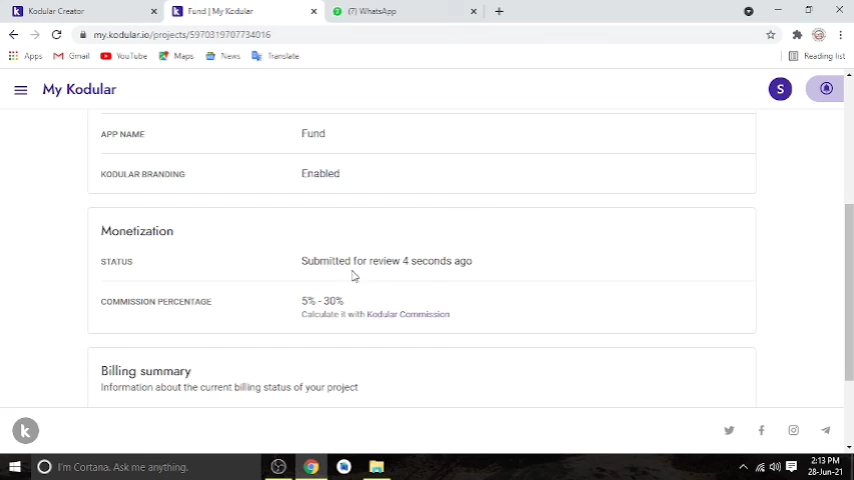 Kodular Creator
Fund | My Kodular
(7) WhatsApp
my.kodular.io/projects/5970319707734016
Apps
Gmail
YouTube
Maps
News
Translate
Reading list
My Kodular
S
APP NAME
Fund
KODULAR BRANDING
Enabled
Monetization
STATUS
Submitted for review 4 seconds ago
COMMISSION PERCENTAGE
5% - 30%
Calculate it with Kodular Commission
Billing summary
Information about the current billing status of your project
k
I'm Cortana. Ask me anything.
2:13 PM
28-Jun-21